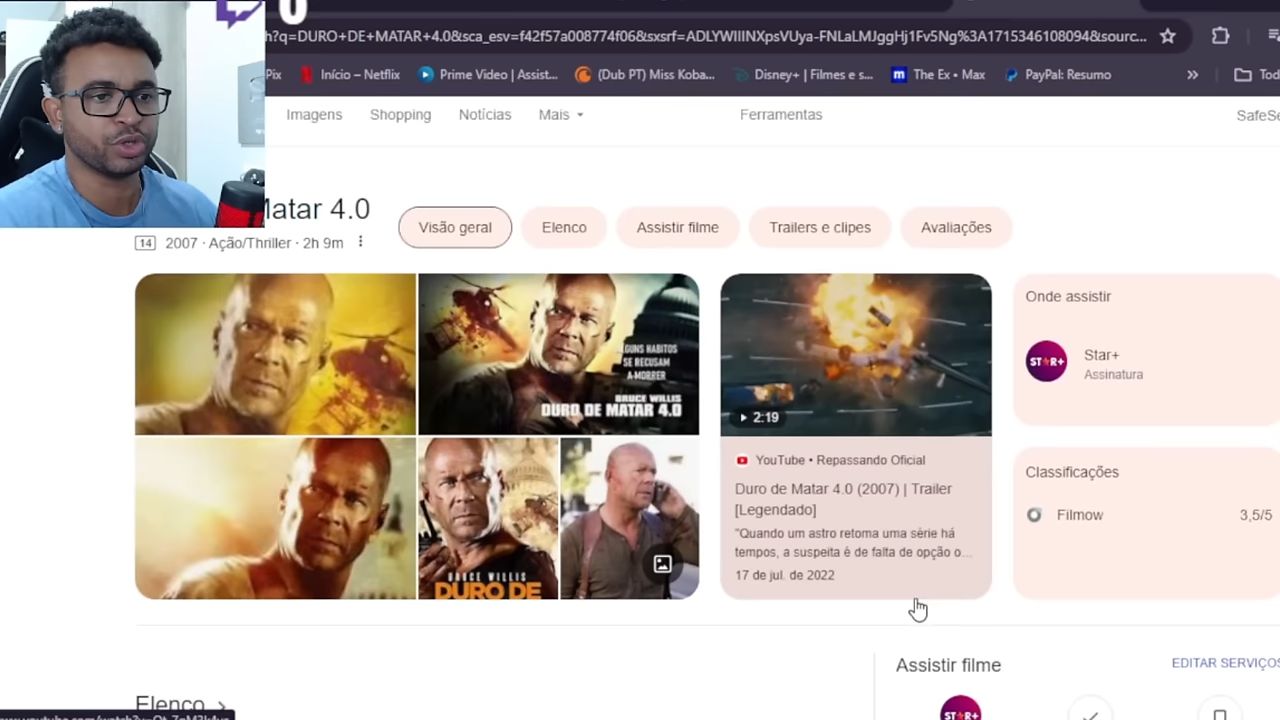 0
h?q=DURO+DE+MATAR+4.0&sca_esv=f42f57a008774f06&sxsrf=ADLYWIIINXpsVUya-FNLaLMJggHj1Fv5Ng%3A1715346108094&sourc...
Pix
Início – Netflix
Prime Video | Assist...
(Dub PT) Miss Koba...
Disney+ | Filmes e s...
m The Ex • Max
PayPal: Resumo
»
Tod
Imagens
Shopping
Notícias
Mais
Ferramentas
SafeSe
Matar 4.0
14 2007 · Ação/Thriller · 2h 9m
Visão geral
Elenco
Assistir filme
Trailers e clipes
Avaliações
ALGUNS HABITOS
SE RECUSAM
A MORRER
BRUCE WILLIS
DURO DE MATAR 4.0
BRUCE WILLIS
DURO DE
2:19
YouTube • Repassando Oficial
Duro de Matar 4.0 (2007) | Trailer
[Legendado]
"Quando um astro retoma uma série há
tempos, a suspeita é de falta de opção o...
17 de jul. de 2022
Onde assistir
ST★R+
Star+
Assinatura
Classificações
Filmow 3,5/5
Assistir filme
EDITAR SERVIÇOS
ST★R+
Elenco